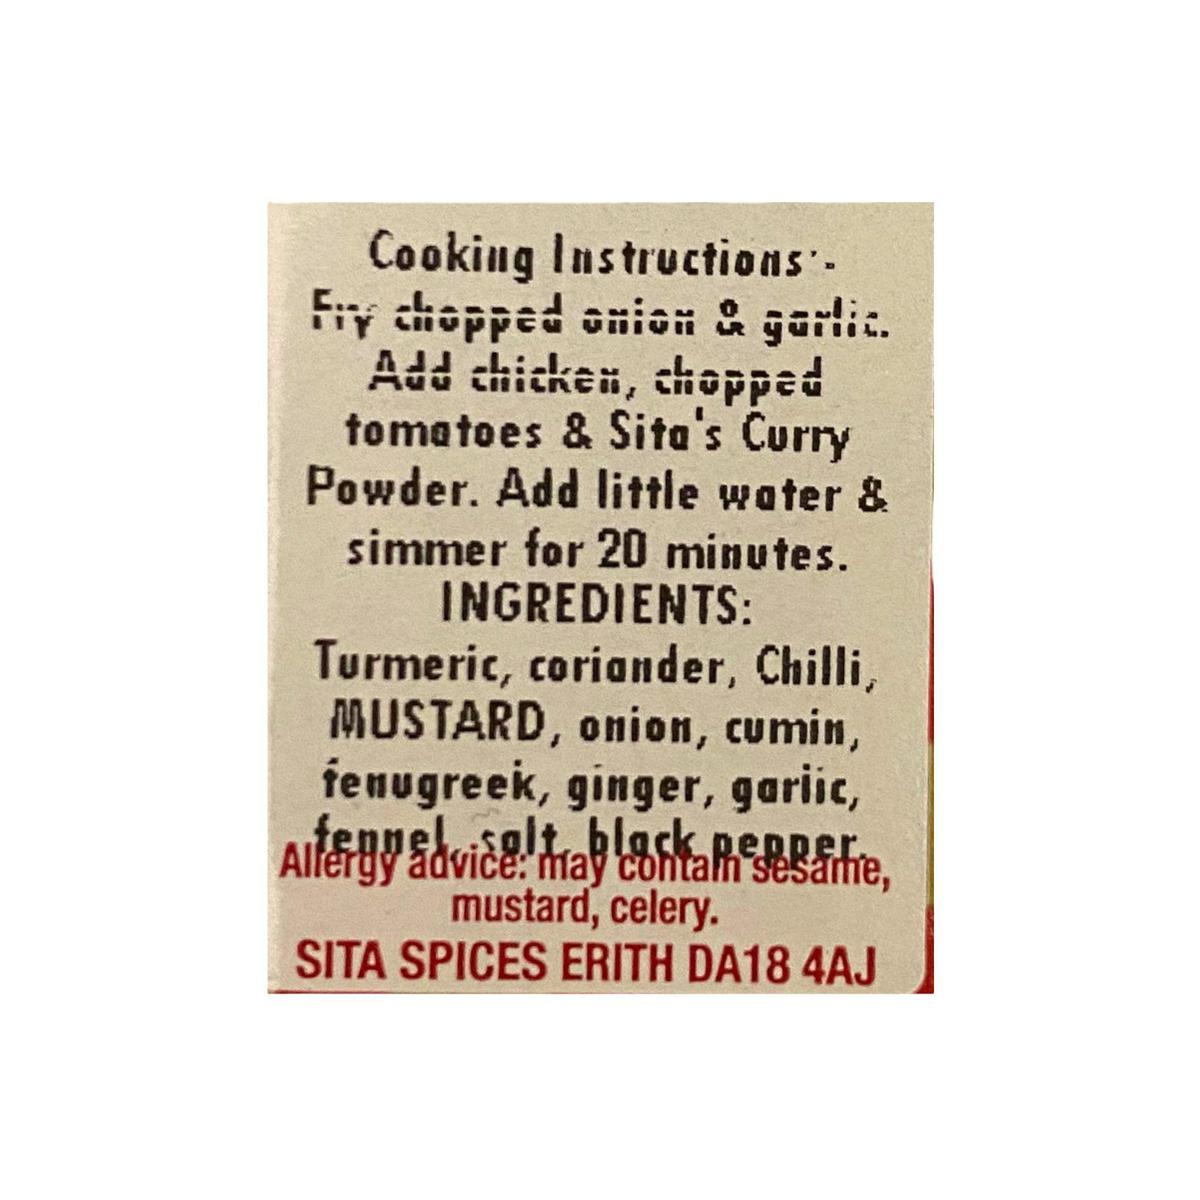 Cooking Instructions:-
Fry chopped onion & garlic.
Add chicken, chopped
tomatoes & Sita's Curry
Powder. Add little water &
simmer for 20 minutes.
INGREDIENTS:
Turmeric, coriander, Chilli,
MUSTARD, onion, cumin,
fenugreek, ginger, garlic,
fennel, salt, black pepper.
Allergy advice: may contain sesame,
mustard, celery.
SITA SPICES ERITH DA18 4AJ